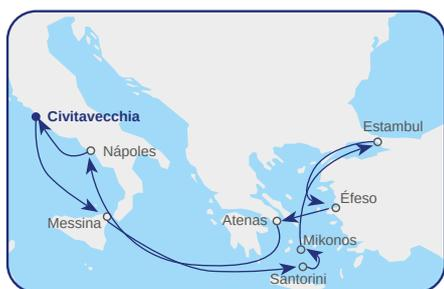 Civitavecchia
Estambul
Nápoles
Éfeso
Messina
Atenas
Mikonos
Santorini